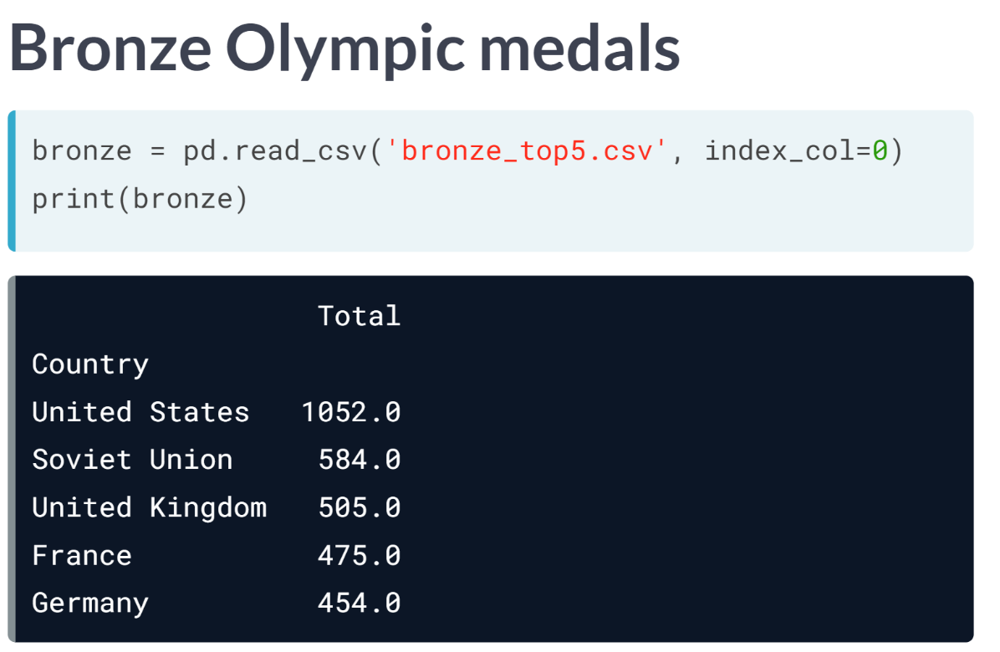 Bronze Olympic medals
bronze = pd.read_csv('bronze_top5.csv', index_col=0)
print(bronze)
Total
Country
United States 1052.0
Soviet Union 584.0
United Kingdom 505.0
France 475.0
Germany 454.0